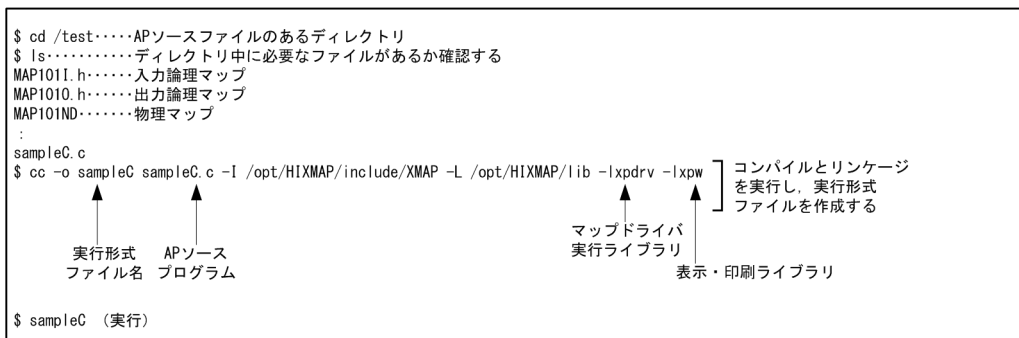 $ cd /test・・・・・APソースファイルのあるディレクトリ
$ ls・・・・・・・・・・・ディレクトリ中に必要なファイルがあるか確認する
MAP101I.h・・・・・・入力論理マップ
MAP101O.h・・・・・・出力論理マップ
MAP101ND・・・・・・・物理マップ
:
sampleC.c
$ cc -o sampleC sampleC.c -I /opt/HIXMAP/include/XMAP -L /opt/HIXMAP/lib -lxpdrv -lxpw
コンパイルとリンケージ
を実行し，実行形式
ファイルを作成する
実行形式
ファイル名
APソース
プログラム
マップドライバ
実行ライブラリ
表示・印刷ライブラリ
$ sampleC （実行）